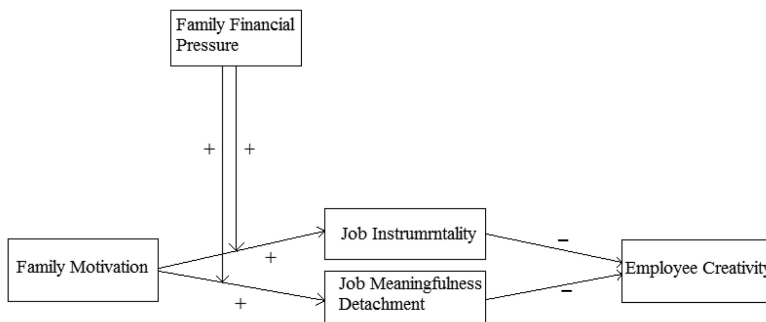 Family Financial
Pressure
+ +
Job Instrumrntality
–
Family Motivation
+
Employee Creativity
Job Meaningfulness
Detachment
+
–